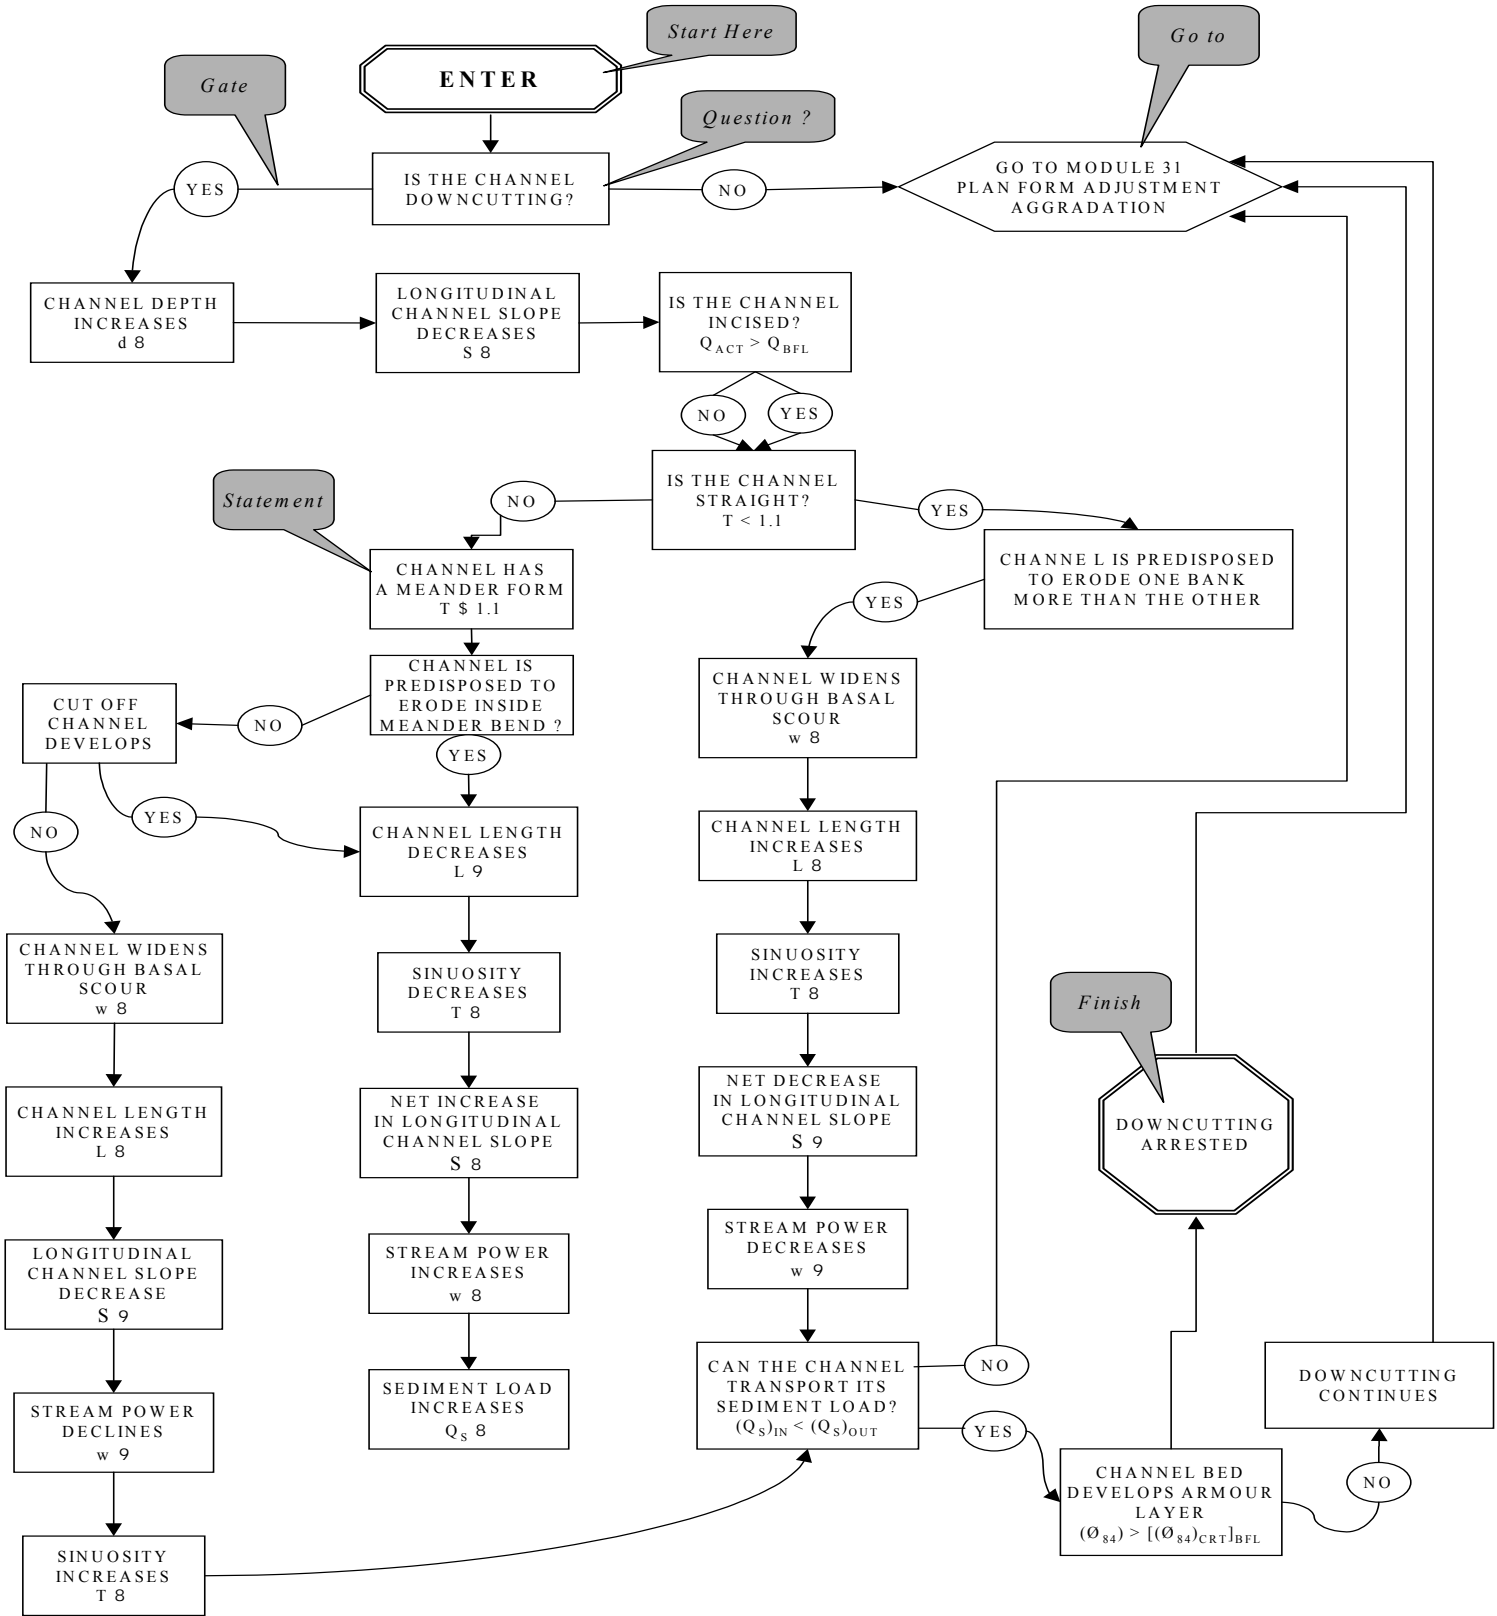 Start Here
Go to
Gate
ENTER
Question ?
IS THE CHANNEL
DOWNCUTTING?
YES
NO
GO TO MODULE 31
PLAN FORM ADJUSTMENT
AGGRADATION
CHANNEL DEPTH
INCREASES
d 8
LONGITUDINAL
CHANNEL SLOPE
DECREASES
S 8
IS THE CHANNEL
INCISED?
Q ACT > Q BFL
NO
YES
IS THE CHANNEL
STRAIGHT?
T < 1.1
NO
YES
Statement
CHANNEL HAS
A MEANDER FORM
T $ 1.1
CHANNE L IS PREDISPOSED
TO ERODE ONE BANK
MORE THAN THE OTHER
YES
CHANNEL IS
PREDISPOSED TO
ERODE INSIDE
MEANDER BEND ?
NO
YES
CUT OFF
CHANNEL
DEVELOPS
NO
YES
CHANNEL WIDENS
THROUGH BASAL
SCOUR
w 8
CHANNEL LENGTH
DECREASES
L 9
CHANNEL LENGTH
INCREASES
L 8
CHANNEL WIDENS
THROUGH BASAL
SCOUR
w 8
SINUOSITY
DECREASES
T 8
SINUOSITY
INCREASES
T 8
Finish
CHANNEL LENGTH
INCREASES
L 8
NET INCREASE
IN LONGITUDINAL
CHANNEL SLOPE
S 8
NET DECREASE
IN LONGITUDINAL
CHANNEL SLOPE
S 9
DOWNCUTTING
ARRESTED
LONGITUDINAL
CHANNEL SLOPE
DECREASE
S 9
STREAM POWER
INCREASES
w 8
STREAM POWER
DECREASES
w 9
STREAM POWER
DECLINES
w 9
SEDIMENT LOAD
INCREASES
Q S 8
CAN THE CHANNEL
TRANSPORT ITS
SEDIMENT LOAD?
(Q S)IN < (Q S)OUT
NO
YES
DOWNCUTTING
CONTINUES
NO
CHANNEL BED
DEVELOPS ARMOUR
LAYER
(Ø 84) > [(Ø 84)CRT]BFL
SINUOSITY
INCREASES
T 8